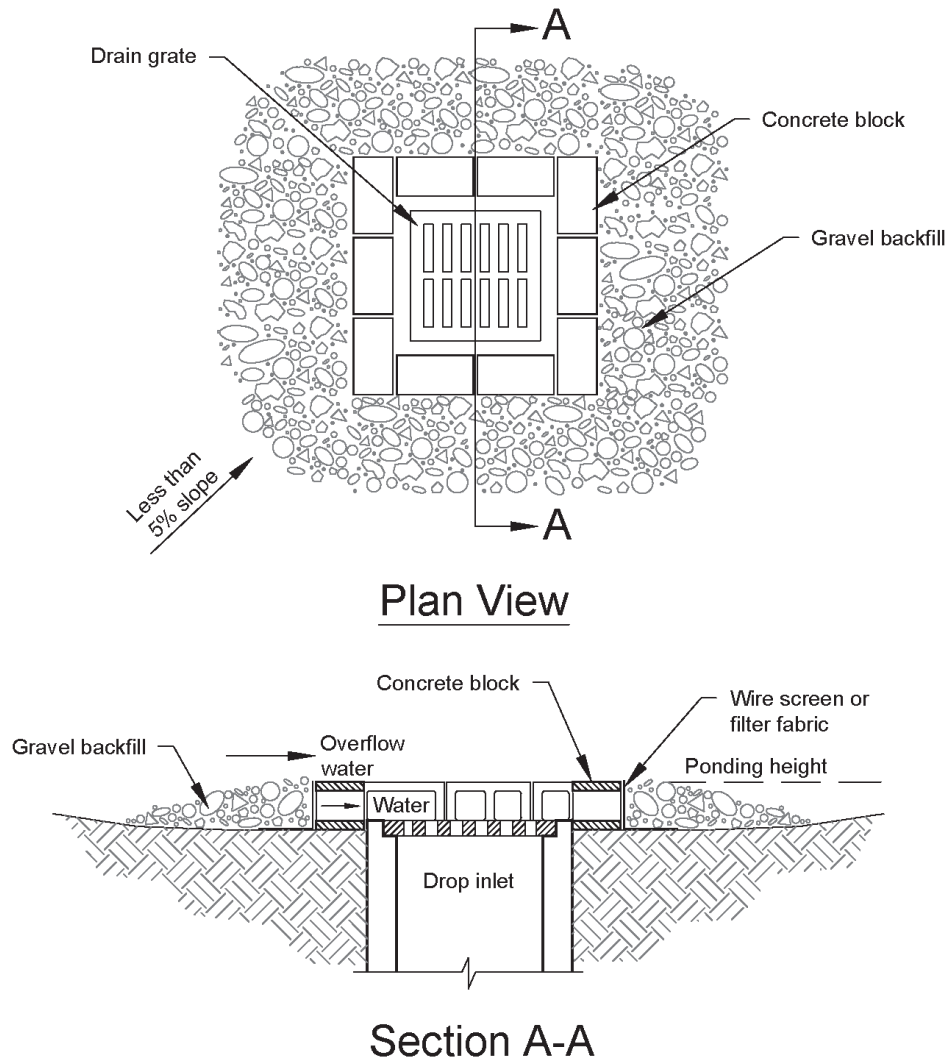 A
Drain grate
Concrete block
Gravel backfill
Less than
5% slope
A
Plan View
Concrete block
Wire screen or
filter fabric
Gravel backfill
Overflow
water
Ponding height
Water
Drop inlet
Section A-A